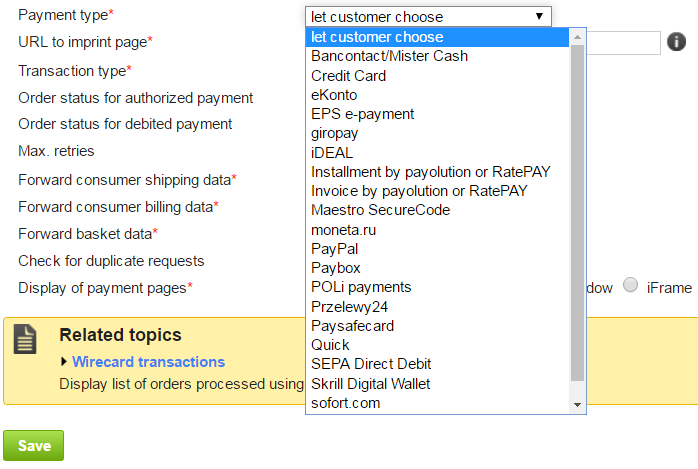 Payment type*
let customer choose
URL to imprint page*
Transaction type*
Order status for authorized payment
Order status for debited payment
Max. retries
Forward consumer shipping data*
Forward consumer billing data*
Forward basket data*
Check for duplicate requests
Display of payment pages*
let customer choose
Bancontact/Mister Cash
Credit Card
eKonto
EPS e-payment
giropay
iDEAL
Installment by payolution or RatePAY
Invoice by payolution or RatePAY
Maestro SecureCode
moneta.ru
PayPal
Paybox
POLi payments
Przelewy24
Paysafecard
Quick
SEPA Direct Debit
Skrill Digital Wallet
sofort.com
dow iFrame
Related topics
Wirecard transactions
Display list of orders processed using
Save